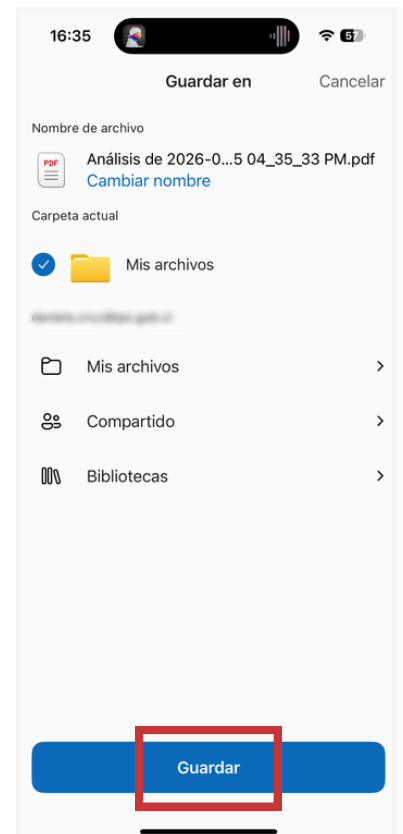 16:35
57
Guardar en
Cancelar
Nombre de archivo
PDF
Análisis de 2026-0...5 04_35_33 PM.pdf
Cambiar nombre
Carpeta actual
Mis archivos
Mis archivos
Compartido
Bibliotecas
Guardar